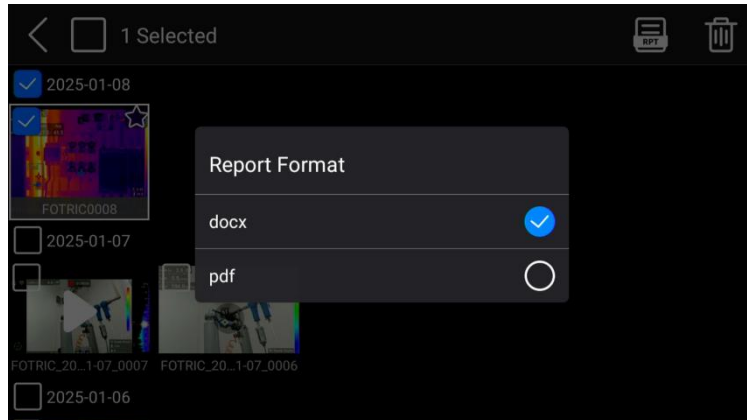 1 Selected
RPT
2025-01-08
FOTRIC0008
Report Format
docx
2025-01-07
pdf
FOTRIC_20...1-07_0007
FOTRIC_20...1-07_0006
2025-01-06